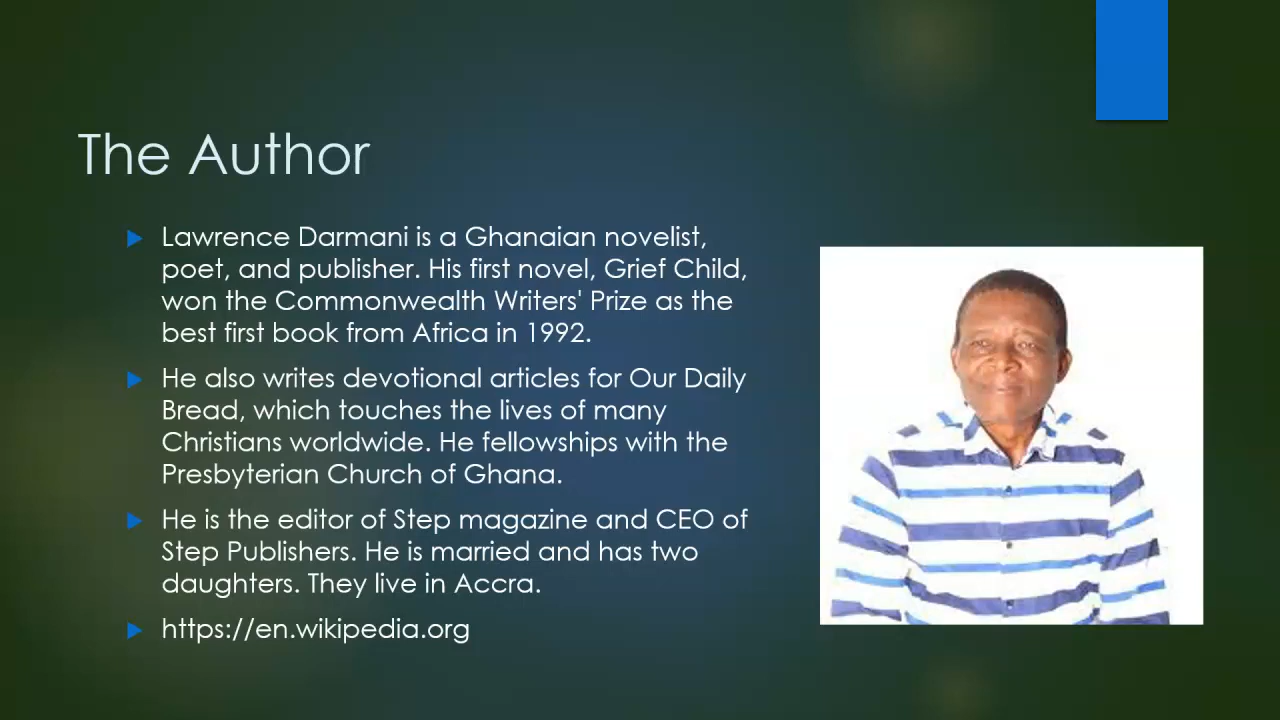 The Author
Lawrence Darmani is a Ghanaian novelist,
poet, and publisher. His first novel, Grief Child,
won the Commonwealth Writers' Prize as the
best first book from Africa in 1992.
He also writes devotional articles for Our Daily
Bread, which touches the lives of many
Christians worldwide. He fellowships with the
Presbyterian Church of Ghana.
He is the editor of Step magazine and CEO of
Step Publishers. He is married and has two
daughters. They live in Accra.
https://en.wikipedia.org